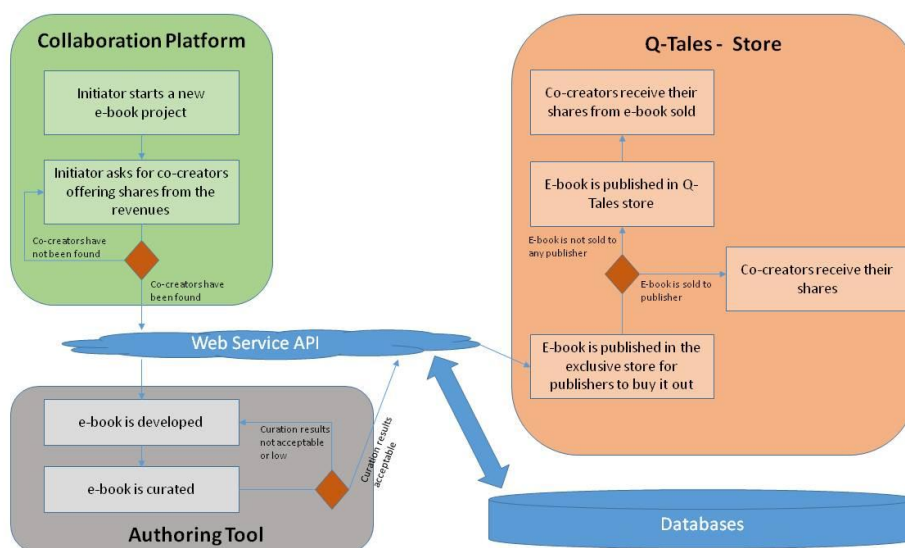 Collaboration Platform
Initiator starts a new
e-book project
Initiator asks for co-creators
offering shares from the
revenues
Co-creators have
not been found
Co-creators have
been found
Web Service API
e-book is developed
Curation results
not acceptable
or low
e-book is curated
Curation results
acceptable
Authoring Tool
Q-Tales - Store
Co-creators receive their
shares from e-book sold
E-book is published in Q-
Tales store
E-book is not sold to
any publisher
E-book is sold to
publisher
Co-creators receive their
shares
E-book is published in the
exclusive store for
publishers to buy it out
Databases